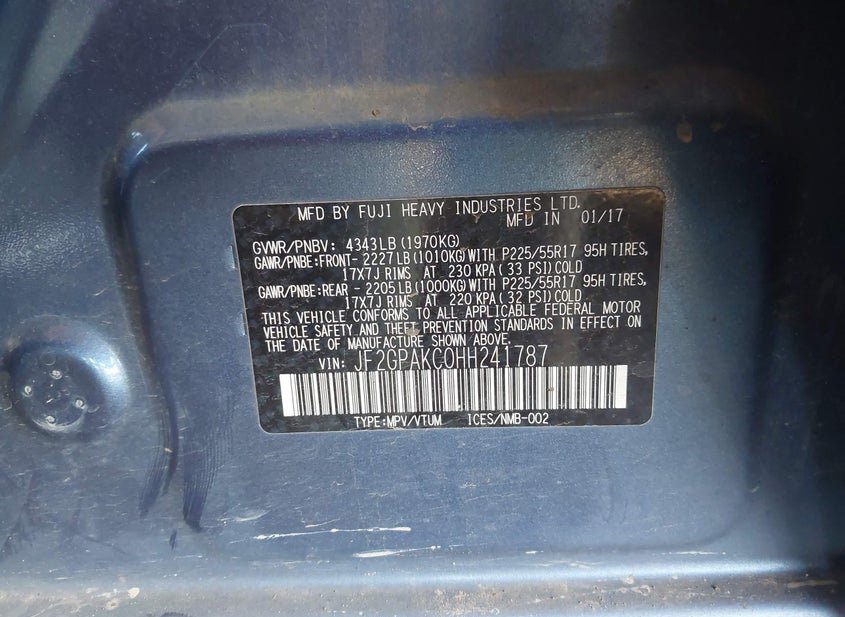 MFD BY FUJI HEAVY INDUSTRIES LTD.
MFD IN 01/17
GVWR/PNBV: 4343LB(1970KG)
GAWR/PNBE:FRONT- 2227LB(1010KG)WITH P225/55R17 95H TIRES,
17X7J RIMS AT 230 KPA(33 PSI)COLD
GAWR/PNBE:REAR - 2205LB(1000KG)WITH P225/55R17 95H TIRES,
17X7J RIMS AT 220 KPA(32 PSI)COLD
THIS VEHICLE CONFORMS TO ALL APPLICABLE FEDERAL MOTOR
VEHICLE SAFETY AND THEFT PREVENTION STANDARDS IN EFFECT ON
THE DATE OF MANUFACTURE SHOWN ABOVE.
VIN: JF2GPAKC0HH241787
TYPE:MPV/VTUM ICES/NMB-002